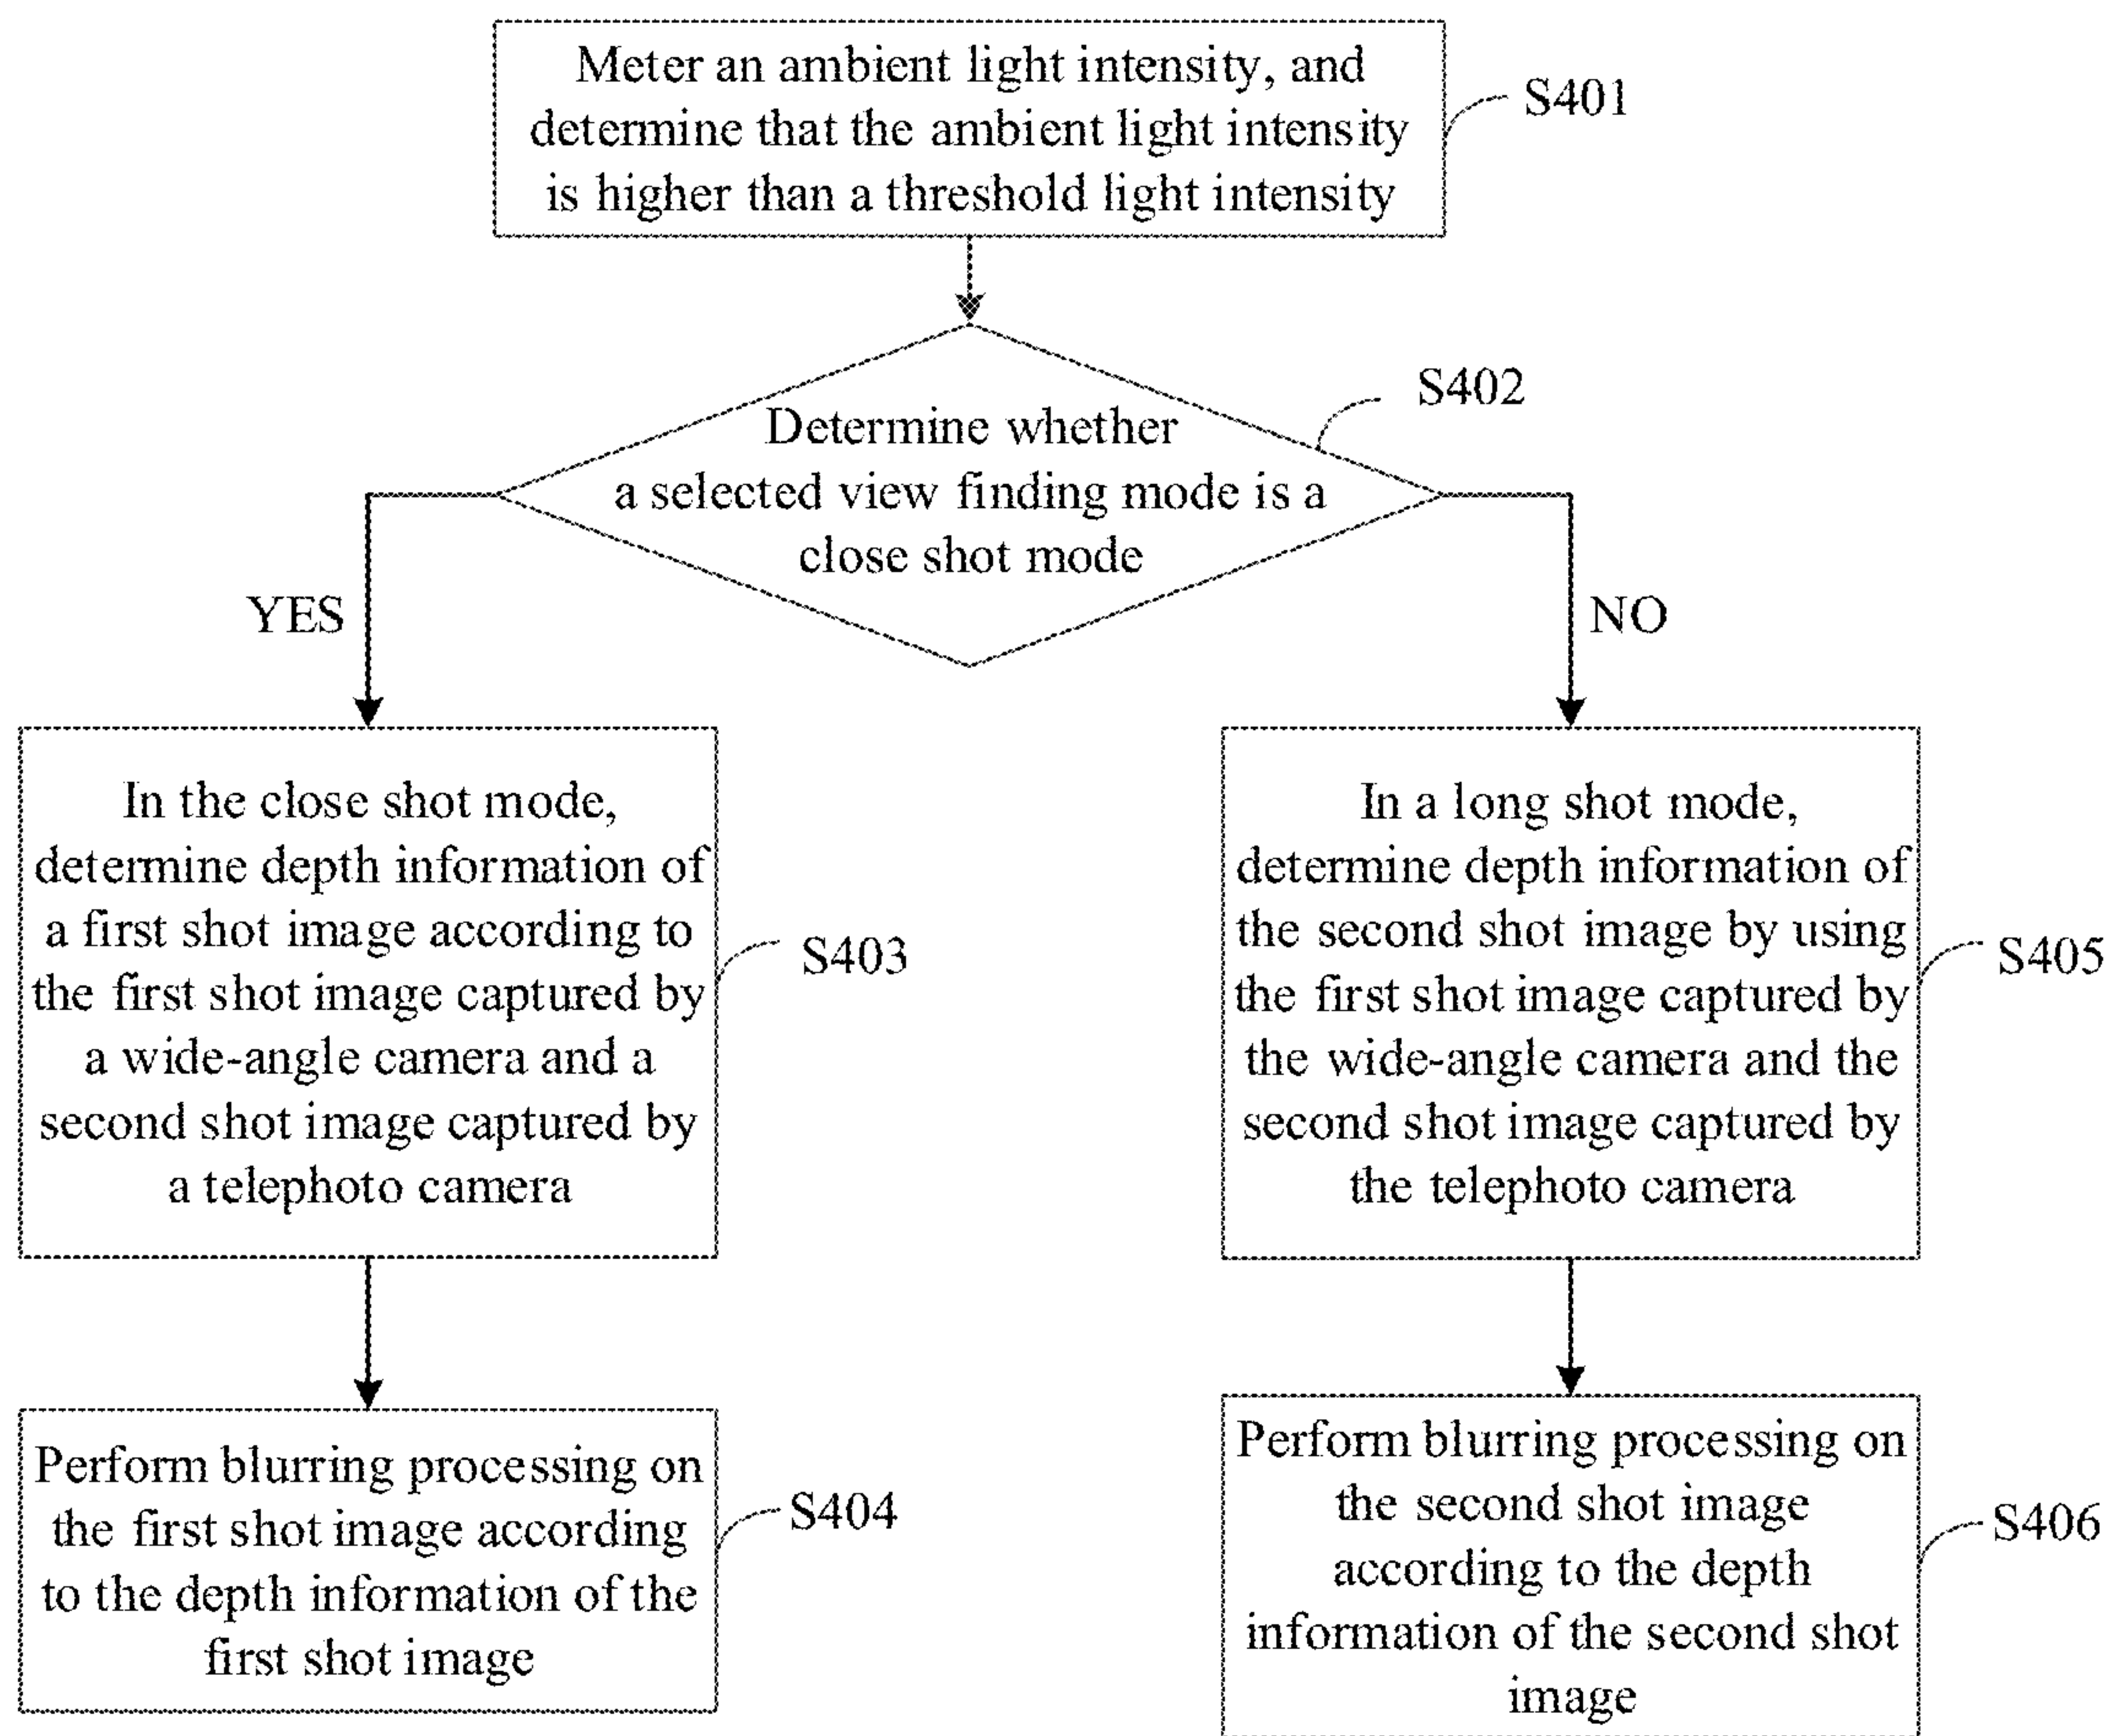 Meter an ambient light intensity, and
determine that the ambient light intensity
is higher than a threshold light intensity
S401
Determine whether
a selected view finding mode is a
close shot mode
S402
YES
NO
In the close shot mode,
determine depth information of
a first shot image according to
the first shot image captured by
a wide-angle camera and a
second shot image captured by
a telephoto camera
S403
In a long shot mode,
determine depth information of
the second shot image by using
the first shot image captured by
the wide-angle camera and the
second shot image captured by
the telephoto camera
S405
Perform blurring processing on
the first shot image according
to the depth information of the
first shot image
S404
Perform blurring processing on
the second shot image
according to the depth
information of the second shot
image
S406